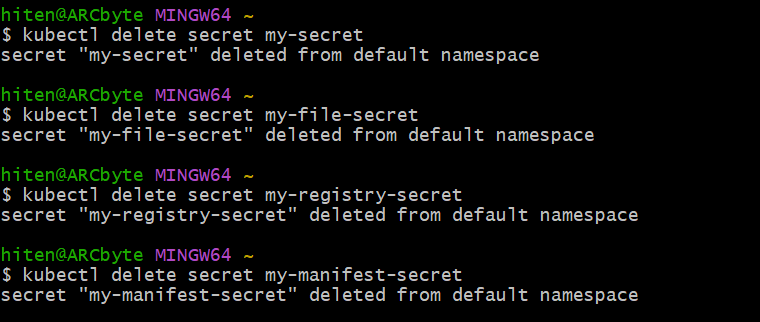 hiten@ARCbyte MINGW64 ~
$ kubectl delete secret my-secret
secret "my-secret" deleted from default namespace
hiten@ARCbyte MINGW64 ~
$ kubectl delete secret my-file-secret
secret "my-file-secret" deleted from default namespace
hiten@ARCbyte MINGW64 ~
$ kubectl delete secret my-registry-secret
secret "my-registry-secret" deleted from default namespace
hiten@ARCbyte MINGW64 ~
$ kubectl delete secret my-manifest-secret
secret "my-manifest-secret" deleted from default namespace